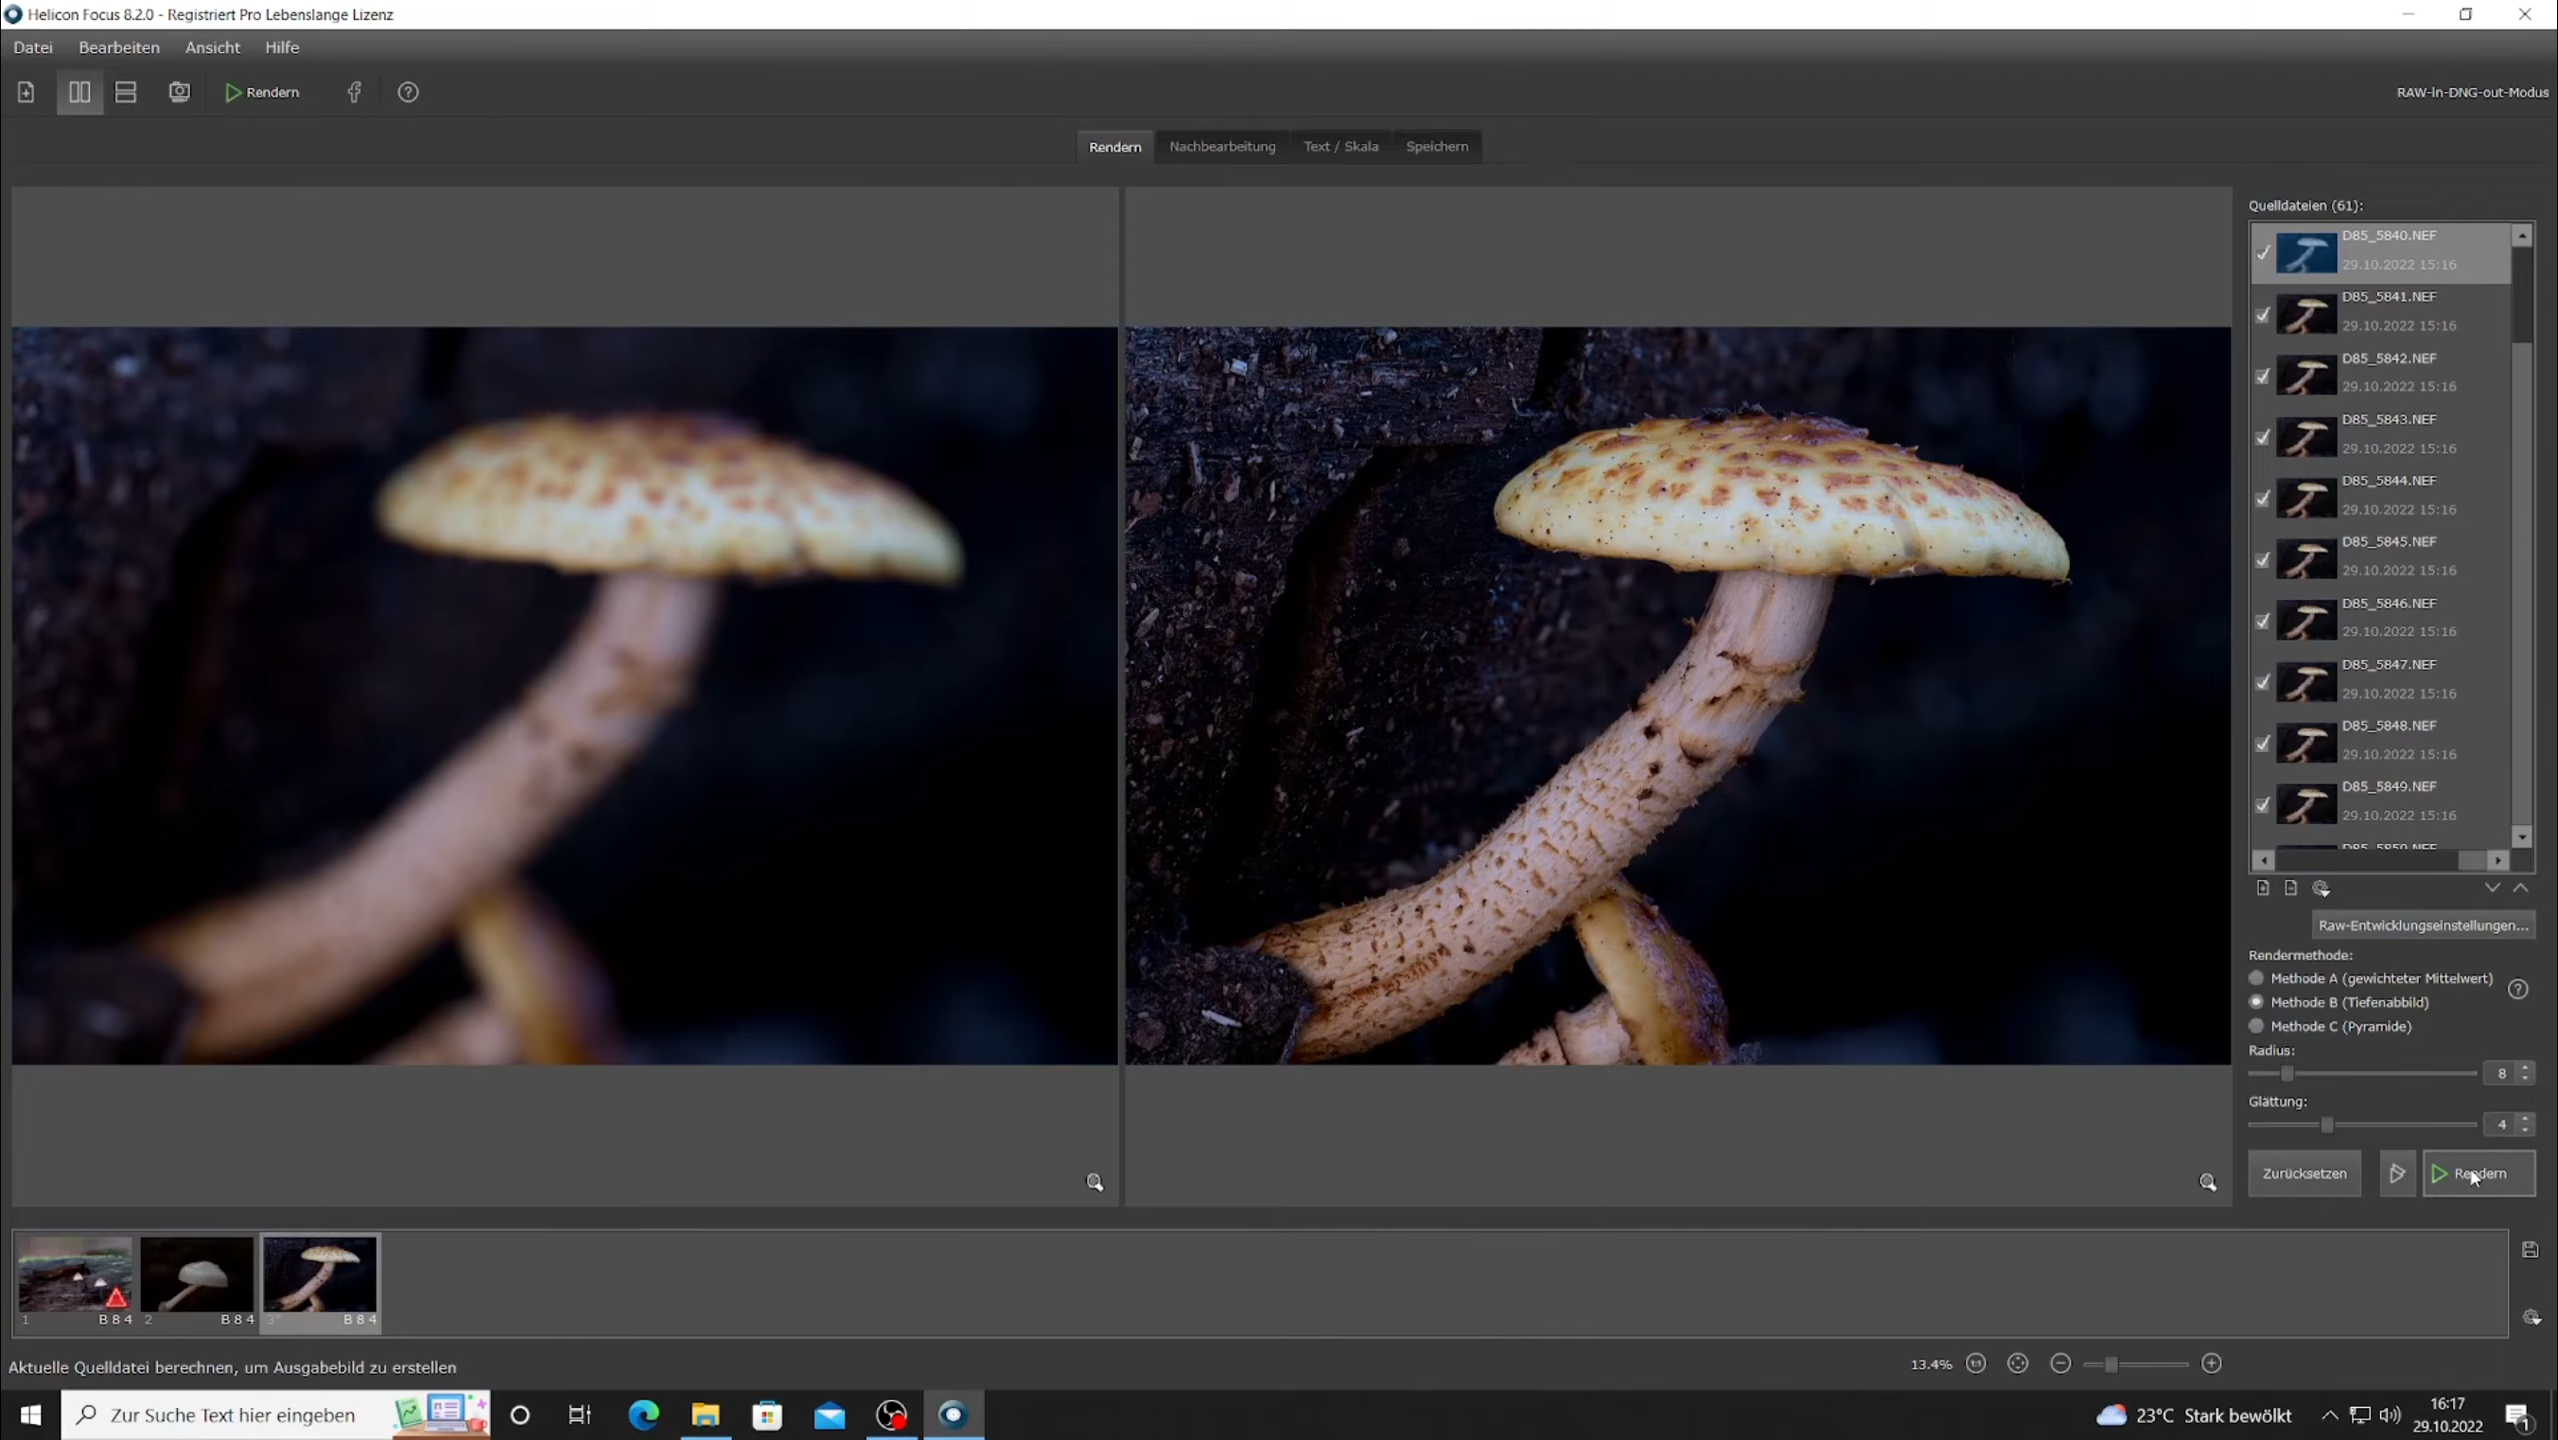 Helicon Focus 8.2.0 - Registriert Pro Lebenslange Lizenz
Datei Bearbeiten Ansicht Hilfe
Rendern
RAW-in-DNG-out-Modus
Rendern Nachbearbeitung Text / Skala Speichern
Quelldateien (61):
D85_5840.NEF
29.10.2022 15:16
D85_5841.NEF
29.10.2022 15:16
D85_5842.NEF
29.10.2022 15:16
D85_5843.NEF
29.10.2022 15:16
D85_5844.NEF
29.10.2022 15:16
D85_5845.NEF
29.10.2022 15:16
D85_5846.NEF
29.10.2022 15:16
D85_5847.NEF
29.10.2022 15:16
D85_5848.NEF
29.10.2022 15:16
D85_5849.NEF
29.10.2022 15:16
D85_5850.NEF
Raw-Entwicklungseinstellungen...
Rendermethode:
Methode A (gewichteter Mittelwert)
Methode B (Tiefenabbild)
Methode C (Pyramide)
Radius:
8
Glättung:
4
Zurücksetzen Rendern
1 B 8 4 2 B 8 4 3* B 8 4
Aktuelle Quelldatei berechnen, um Ausgabebild zu erstellen
13.4%
Zur Suche Text hier eingeben
23°C Stark bewölkt
16:17
29.10.2022
1